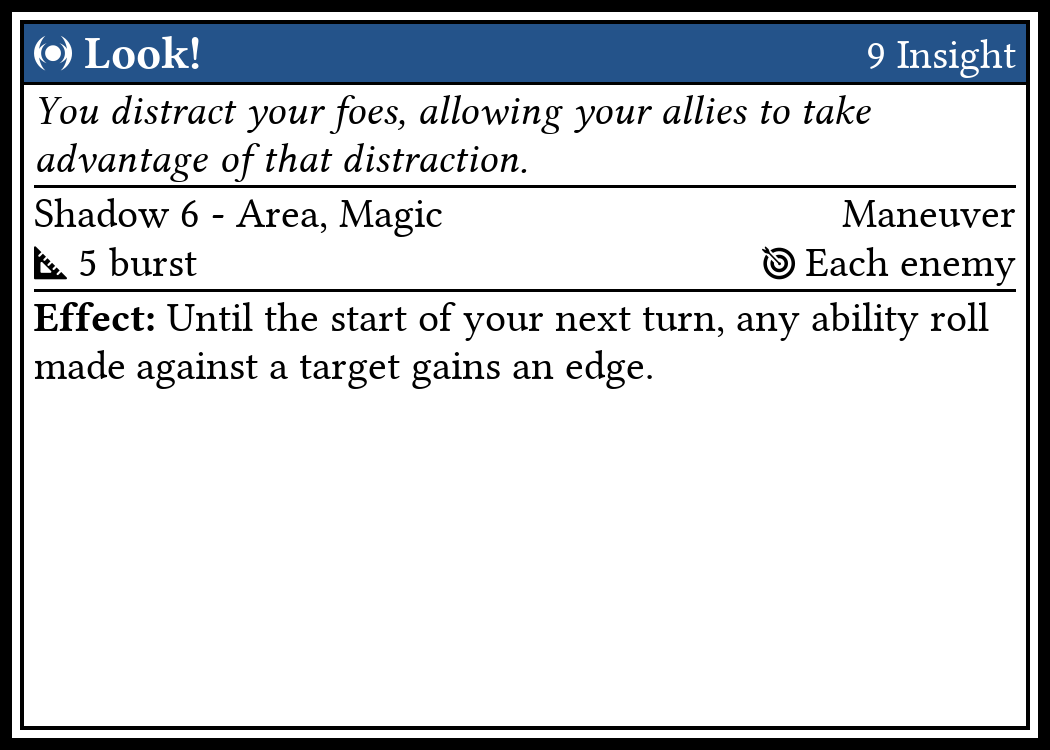 Look! 9 Insight
You distract your foes, allowing your allies to take
advantage of that distraction.
Shadow 6 - Area, Magic Maneuver
5 burst Each enemy
Effect: Until the start of your next turn, any ability roll
made against a target gains an edge.